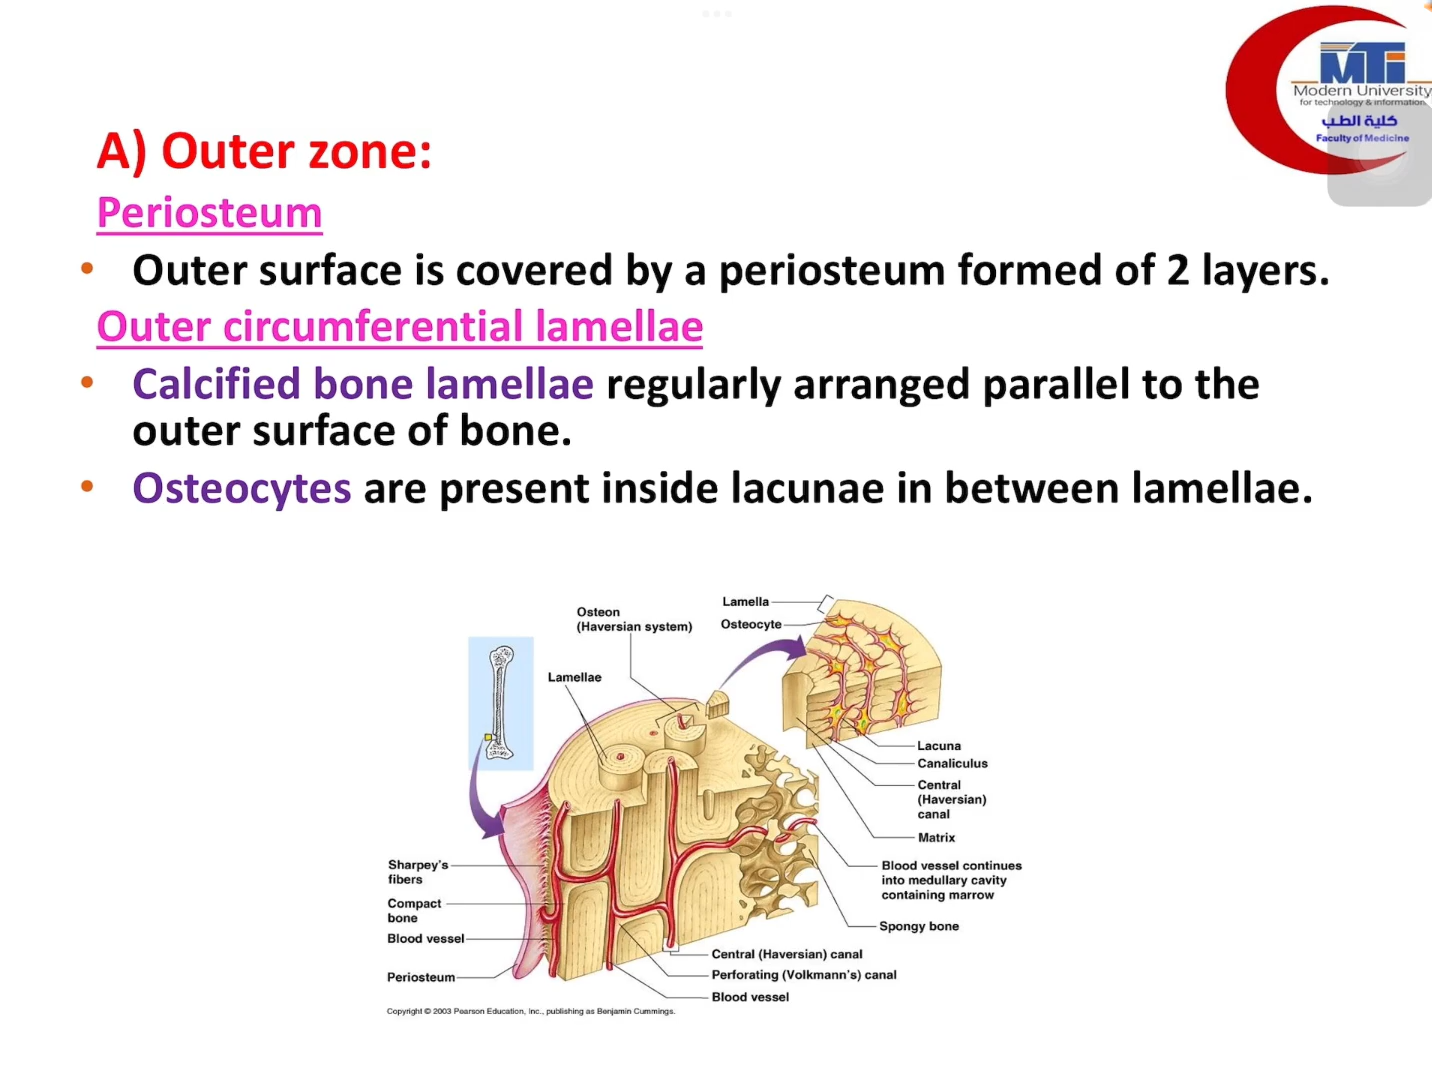 MTi
Modern University
for technology & information
كلية الطب
Faculty of Medicine
A) Outer zone:
Periosteum
• Outer surface is covered by a periosteum formed of 2 layers.
Outer circumferential lamellae
• Calcified bone lamellae regularly arranged parallel to the
outer surface of bone.
• Osteocytes are present inside lacunae in between lamellae.
Lamella
Osteon
(Haversian system)
Osteocyte
Lamellae
Lacuna
Canaliculus
Central
(Haversian)
canal
Matrix
Sharpey's
fibers
Blood vessel continues
into medullary cavity
containing marrow
Compact
bone
Spongy bone
Blood vessel
Central (Haversian) canal
Periosteum
Perforating (Volkmann's) canal
Blood vessel
Copyright © 2003 Pearson Education, Inc., publishing as Benjamin Cummings.